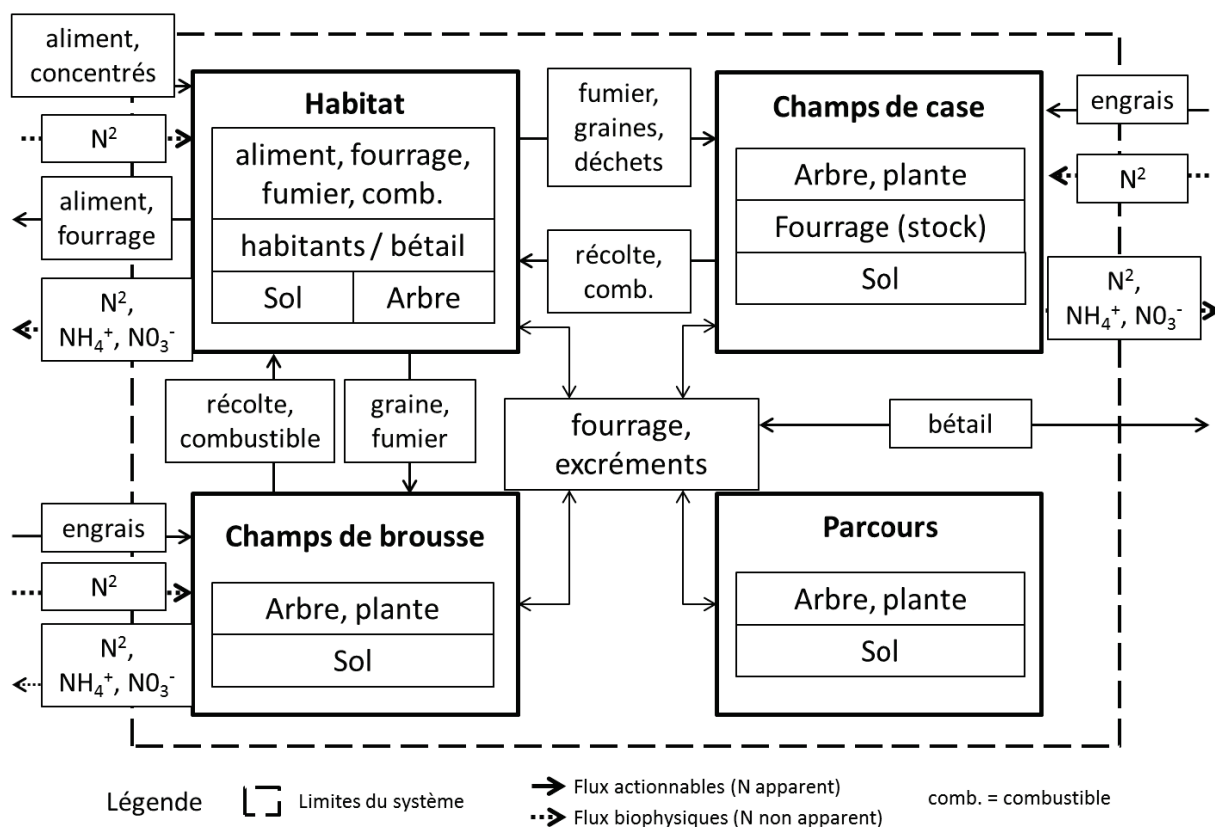 aliment,
concentrés
N²
aliment,
fourrage
N²,
NH₄⁺, N0₃⁻
Habitat
aliment, fourrage,
fumier, comb.
habitants / bétail
Sol
Arbre
fumier,
graines,
déchets
récolte,
comb.
Champs de case
Arbre, plante
Fourrage (stock)
Sol
engrais
N²
N²,
NH₄⁺, N0₃⁻
récolte,
combustible
graine,
fumier
fourrage,
excréments
bétail
engrais
N²
N²,
NH₄⁺, N0₃⁻
Champs de brousse
Arbre, plante
Sol
Parcours
Arbre, plante
Sol
Légende
Limites du système
Flux actionnables (N apparent)
Flux biophysiques (N non apparent)
comb. = combustible